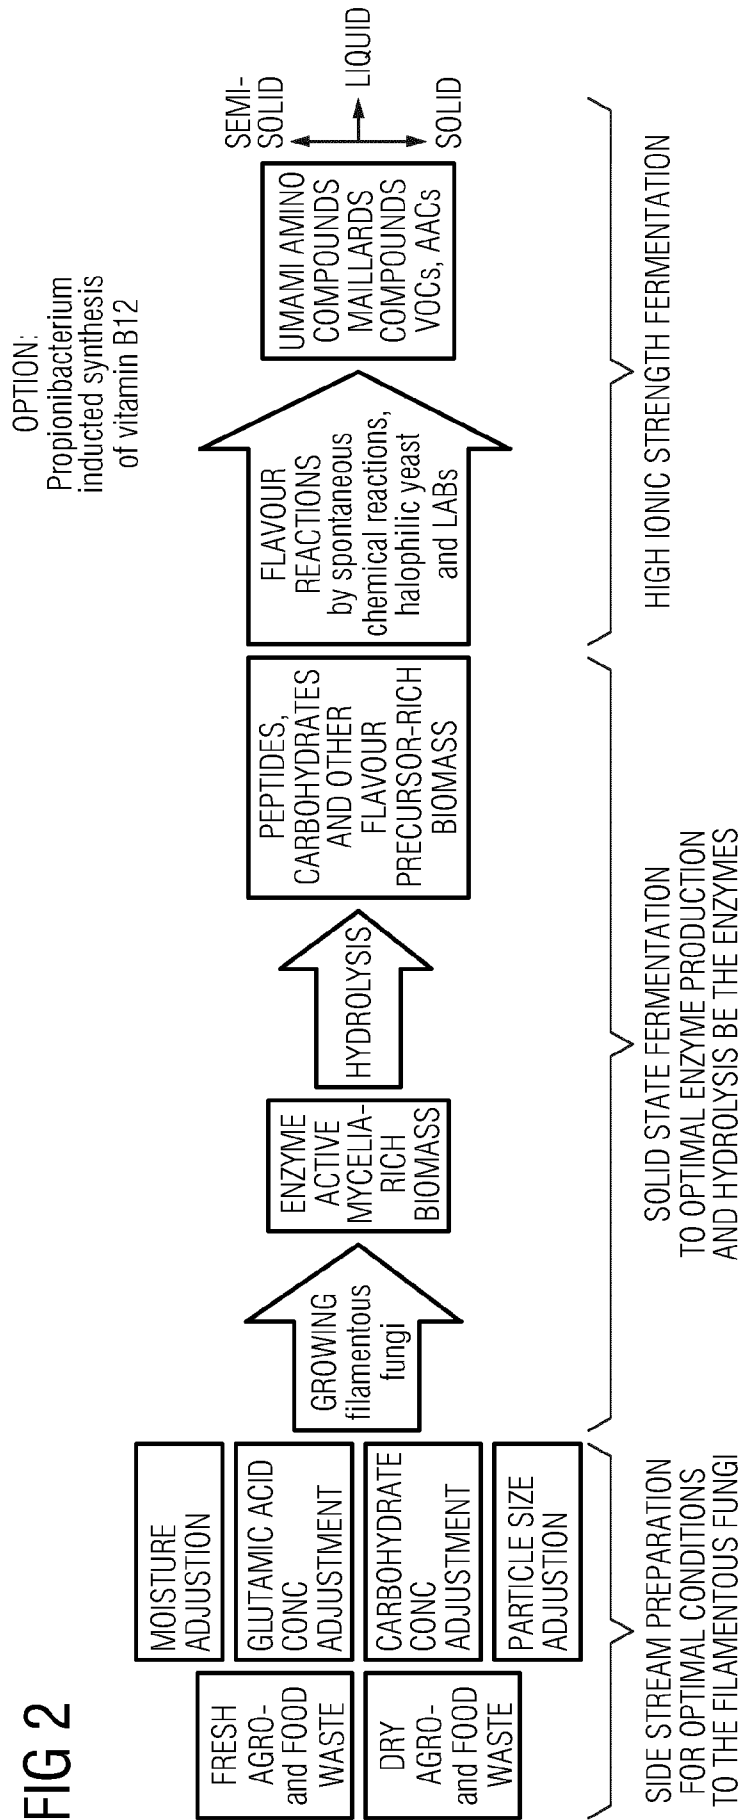 FIG 2
FRESH
AGRO-
and FOOD
WASTE
DRY
AGRO-
and FOOD
WASTE
MOISTURE
ADJUSTION
GLUTAMIC ACID
CONC
ADJUSTMENT
CARBOHYDRATE
CONC
ADJUSTMENT
PARTICLE SIZE
ADJUSTION
GROWING
filamentous
fungi
ENZYME
ACTIVE
MYCELIA-
RICH
BIOMASS
HYDROLYSIS
PEPTIDES,
CARBOHYDRATES
AND OTHER
FLAVOUR
PRECURSOR-RICH
BIOMASS
FLAVOUR
REACTIONS
by spontaneous
chemical reactions,
halophilic yeast
and LABs
OPTION:
Propionibacterium
inducted synthesis
of vitamin B12
UMAMI AMINO
COMPOUNDS
MAILLARDS
COMPOUNDS
VOCs, AACs
SEMI-
SOLID
LIQUID
SOLID
SIDE STREAM PREPARATION
FOR OPTIMAL CONDITIONS
TO THE FILAMENTOUS FUNGI
SOLID STATE FERMENTATION
TO OPTIMAL ENZYME PRODUCTION
AND HYDROLYSIS BE THE ENZYMES
HIGH IONIC STRENGTH FERMENTATION